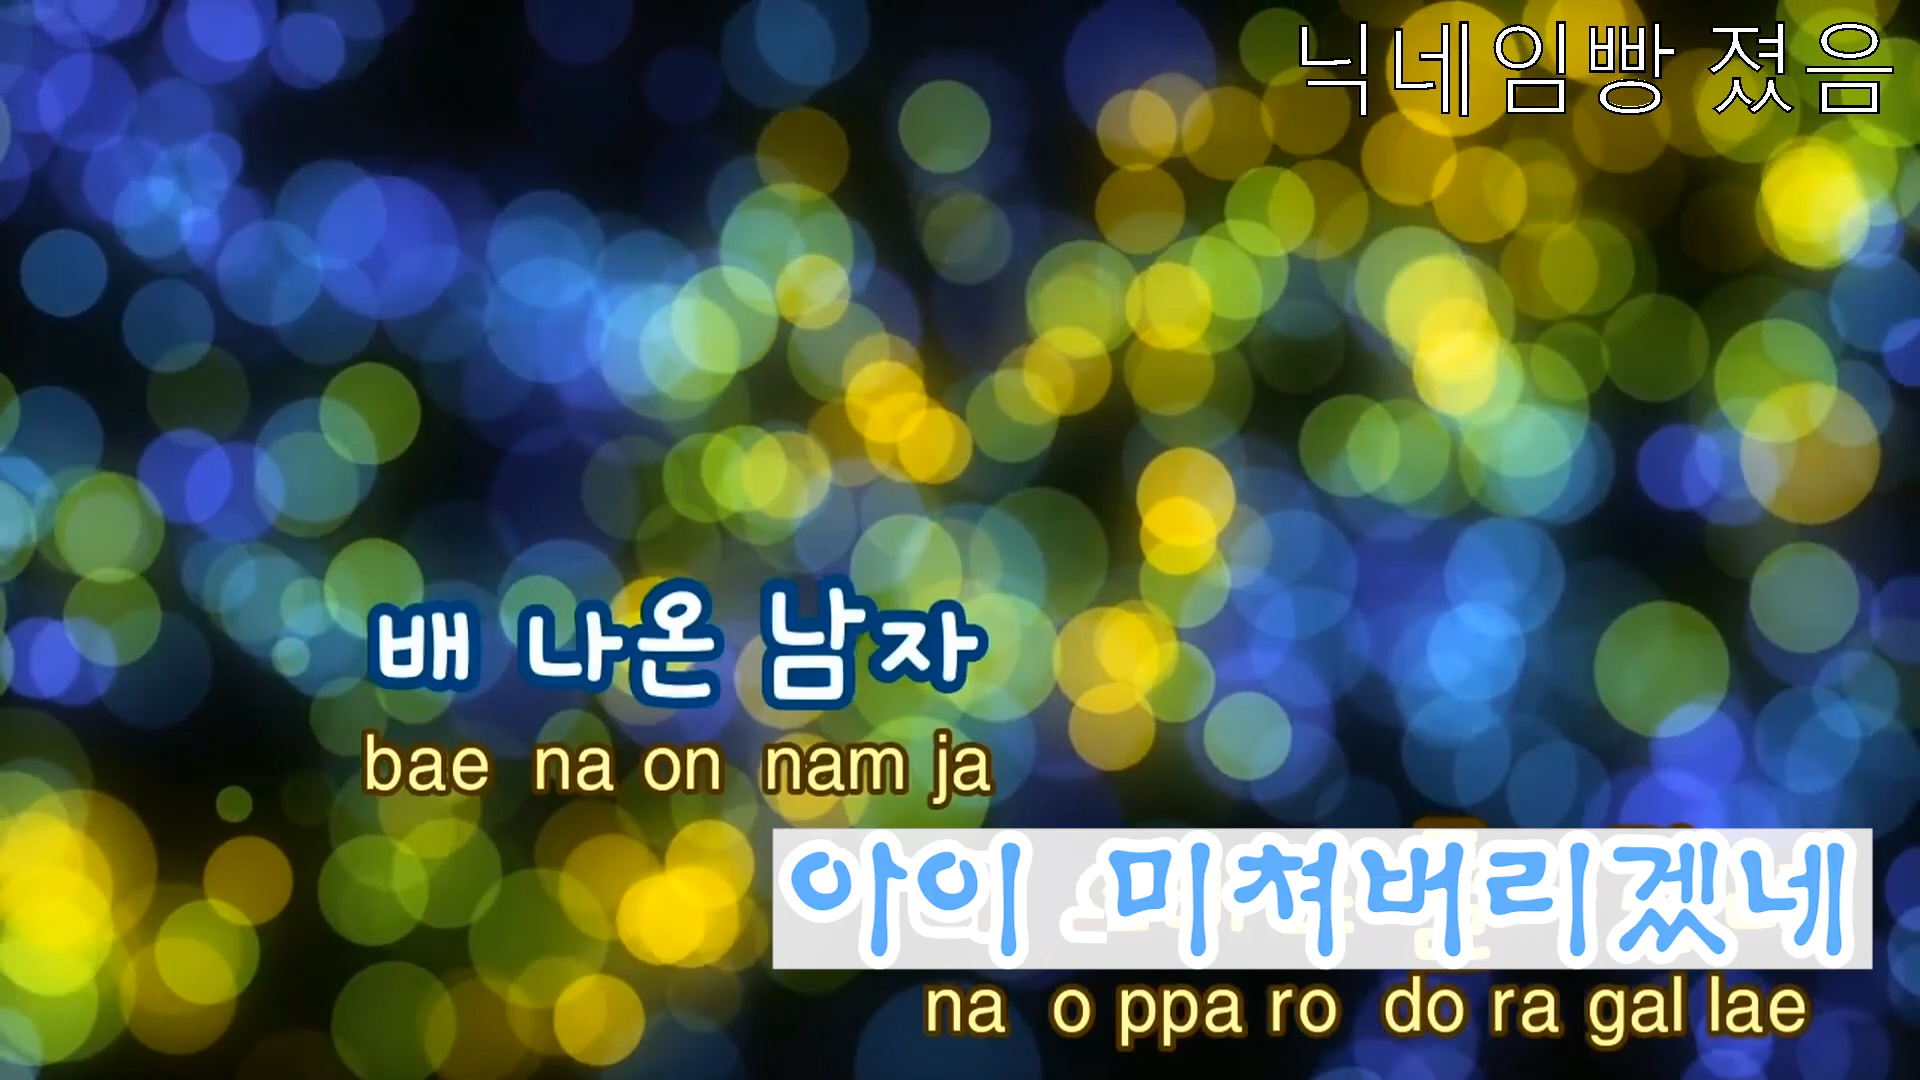 닉네임빵 졌음
배 나온 남자
bae na on nam ja
아이 미쳐버리겠네
na o ppa ro do ra gal lae